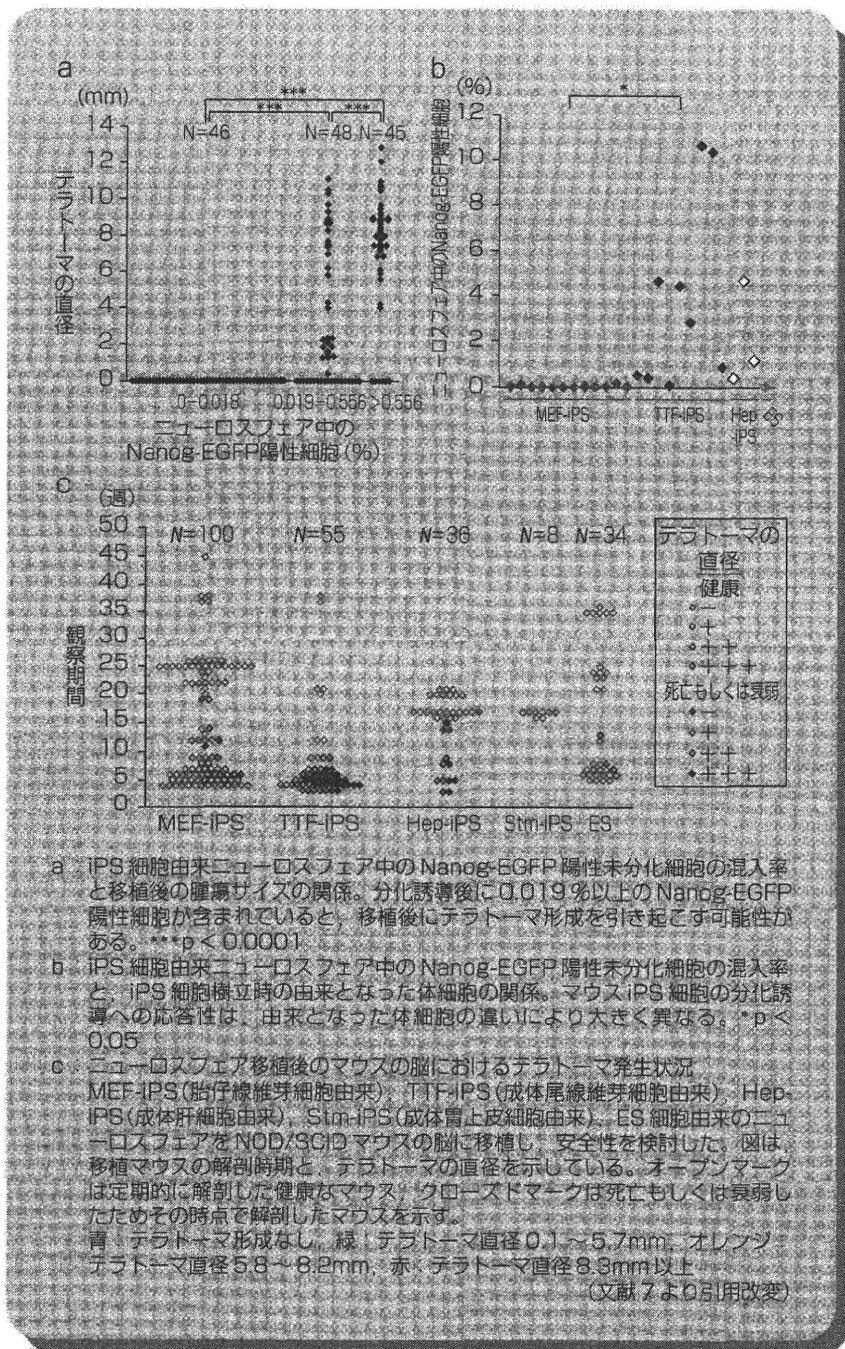 a
(mm)
テラトーマの直径
14
12
10
8
6
4
2
0
***
*** ***
N=46 N=48 N=45
0-0.018 0.019-0.556 >0.556
ニューロスフェア中の
Nanog-EGFP陽性細胞(%)
b
(%)
ニューロスフェア中のNanog-EGFP陽性細胞
12
10
8
6
4
2
0
*
MEF-iPS TTF-iPS Hep
-iPS
c
(週)
観察期間
50
45
40
35
30
25
20
15
10
5
0
N=100 N=55 N=36 N=8 N=34
MEF-iPS TTF-iPS Hep-iPS Stm-iPS ES
テラトーマの
直径
健康
−
+
++
+++
死亡もしくは衰弱
−
+
++
+++
a iPS細胞由来ニューロスフェア中のNanog-EGFP陽性未分化細胞の混入率
と移植後の腫瘍サイズの関係。分化誘導後に0.019%以上のNanog-EGFP
陽性細胞が含まれていると，移植後にテラトーマ形成を引き起こす可能性が
ある。***p＜0.0001
b iPS細胞由来ニューロスフェア中のNanog-EGFP陽性未分化細胞の混入率
と，iPS細胞樹立時の由来となった体細胞の関係。マウスiPS細胞の分化誘
導への応答性は，由来となった体細胞の違いにより大きく異なる。*p＜
0.05
c ニューロスフェア移植後のマウスの脳におけるテラトーマ発生状況
MEF-iPS(胎仔線維芽細胞由来)，TTF-iPS(成体尾線維芽細胞由来)，Hep-
iPS(成体肝細胞由来)，Stm-iPS(成体胃上皮細胞由来)，ES細胞由来のニュ
ーロスフェアをNOD/SCIDマウスの脳に移植し，安全性を検討した。図は，
移植マウスの解剖時期と，テラトーマの直径を示している。オープンマーク
は定期的に解剖した健康なマウス，クローズドマークは死亡もしくは衰弱し
たためその時点で解剖したマウスを示す。
青：テラトーマ形成なし，緑：テラトーマ直径0.1〜5.7mm，オレンジ：
テラトーマ直径5.8〜8.2mm，赤：テラトーマ直径8.3mm以上
(文献7より引用改変)